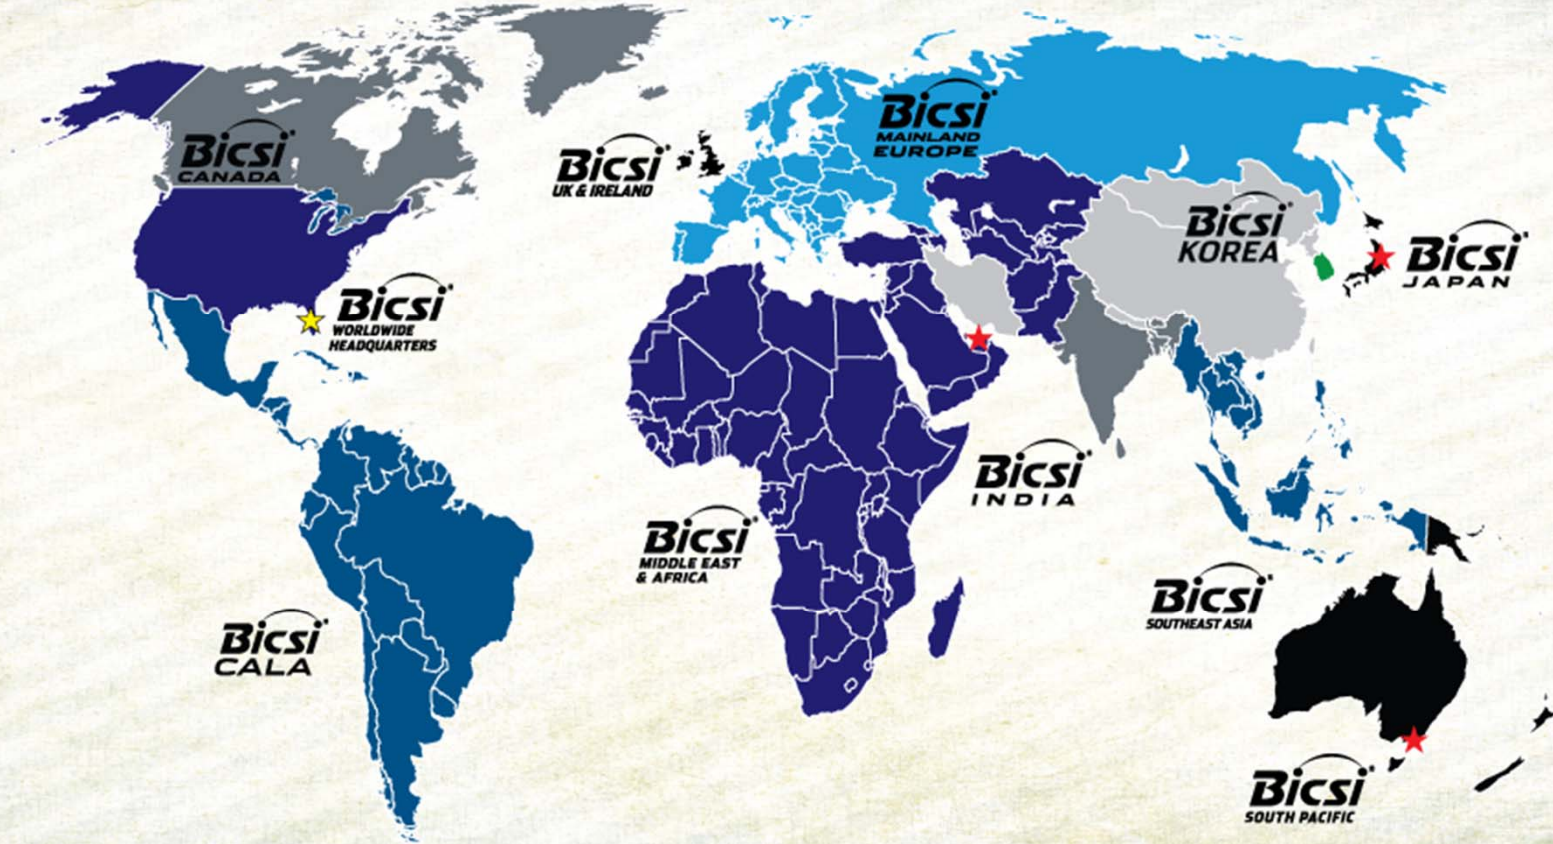 Bicsi
CANADA
Bicsi
WORLDWIDE
HEADQUARTERS
Bicsi
CALA
Bicsi
UK & IRELAND
Bicsi
MAINLAND
EUROPE
Bicsi
MIDDLE EAST
& AFRICA
Bicsi
INDIA
Bicsi
KOREA
Bicsi
JAPAN
Bicsi
SOUTHEAST ASIA
Bicsi
SOUTH PACIFIC